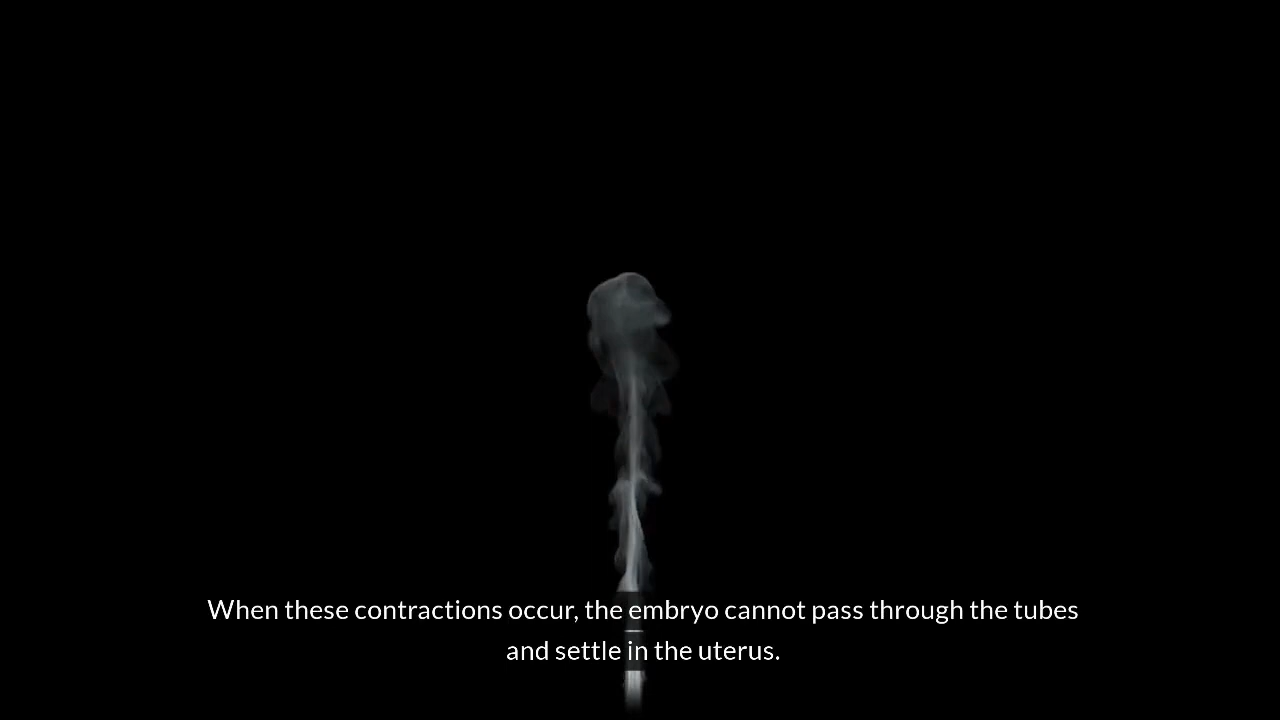 When these contractions occur, the embryo cannot pass through the tubes
and settle in the uterus.